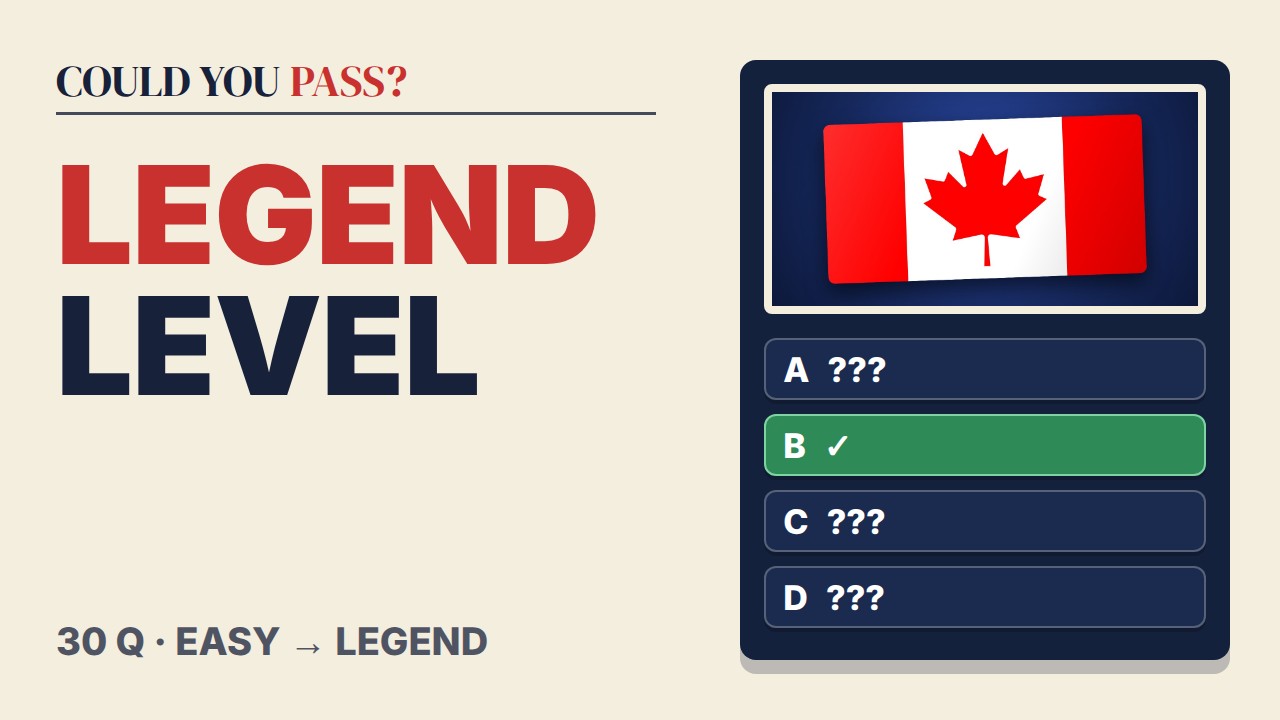 COULD YOU PASS?
LEGEND
LEVEL
30 Q · EASY → LEGEND
A ???
B ✓
C ???
D ???